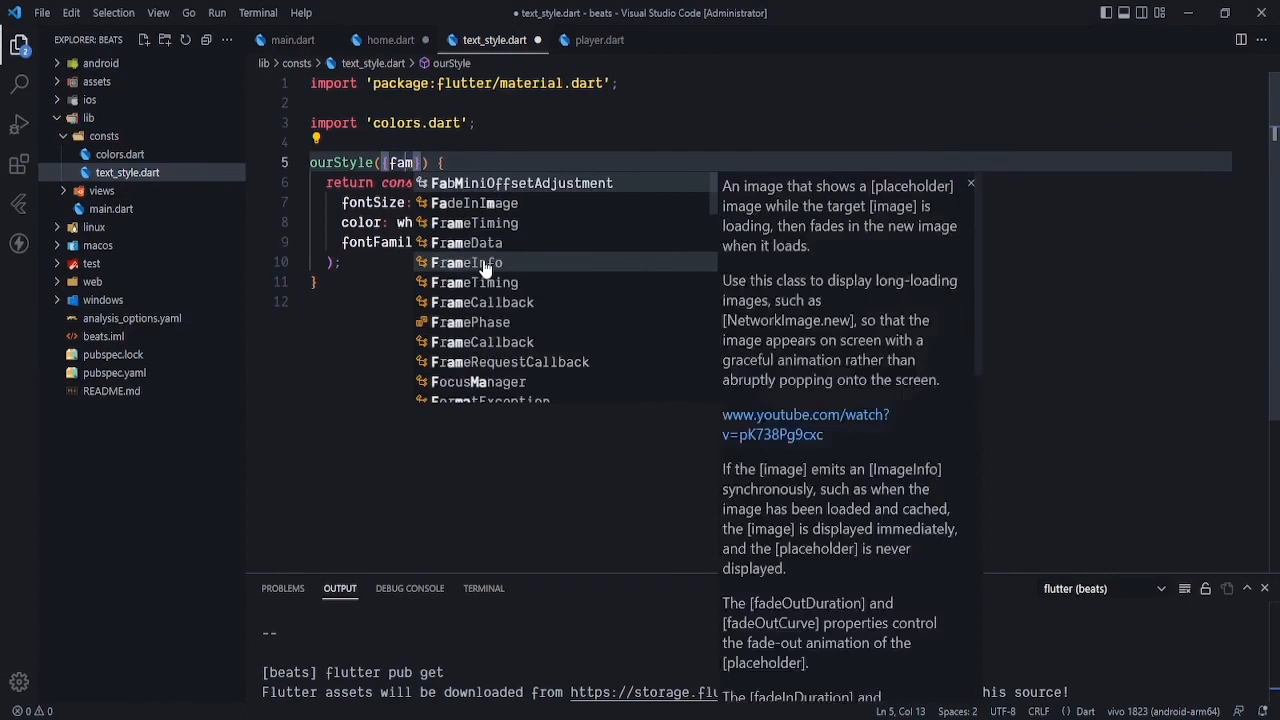 File Edit Selection View Go Run Terminal Help
● text_style.dart - beats - Visual Studio Code [Administrator]
EXPLORER: BEATS
main.dart home.dart text_style.dart player.dart
lib > consts > text_style.dart > ourStyle
android
assets
ios
lib
consts
colors.dart
text_style.dart
views
main.dart
linux
macos
test
web
windows
analysis_options.yaml
beats.iml
pubspec.lock
pubspec.yaml
README.md
2
1 import 'package:flutter/material.dart';
2
3 import 'colors.dart';
4
5 ourStyle({fam}) {
6 return cons
7 fontSize:
8 color: wh
9 fontFamil
10 );
11 }
12
FabMiniOffsetAdjustment
FadeInImage
FrameTiming
FrameData
FrameInfo
FrameTiming
FrameCallback
FramePhase
FrameCallback
FrameRequestCallback
FocusManager
FormatException
An image that shows a [placeholder]
image while the target [image] is
loading, then fades in the new image
when it loads.
Use this class to display long-loading
images, such as
[NetworkImage.new], so that the
image appears on screen with a
graceful animation rather than
abruptly popping onto the screen.
www.youtube.com/watch?
v=pK738Pg9cxc
If the [image] emits an [ImageInfo]
synchronously, such as when the
image has been loaded and cached,
the [image] is displayed immediately,
and the [placeholder] is never
displayed.
The [fadeOutDuration] and
[fadeOutCurve] properties control
the fade-out animation of the
[placeholder].
The [fadeInDuration] and
PROBLEMS OUTPUT DEBUG CONSOLE TERMINAL
flutter (beats)
--
[beats] flutter pub get
Flutter assets will be downloaded from https://storage.flu
his source!
0 0
Ln 5, Col 13 Spaces: 2 UTF-8 CRLF {} Dart vivo 1823 (android-arm64)